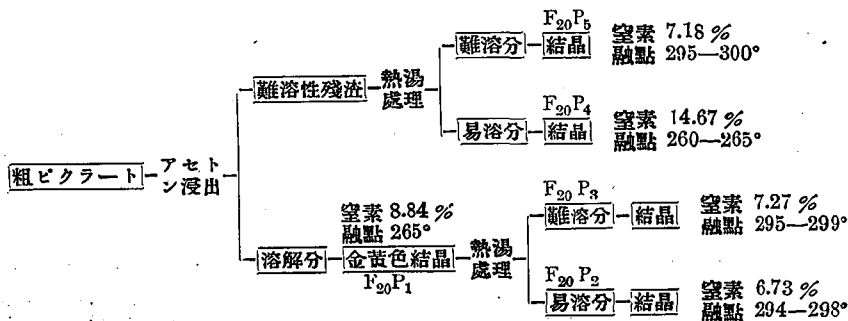 F20P5
難溶分 結晶 窒素 7.18 %
融點 295—300°
難溶性殘渣 熱湯處理
F20P4
易溶分 結晶 窒素 14.67 %
融點 260—265°
粗ピクラート アセトン浸出
窒素 8.84 %
融點 265°
溶解分 金黄色結晶 熱湯處理
F20P1
F20P3
難溶分 結晶 窒素 7.27 %
融點 295—299°
F20P2
易溶分 結晶 窒素 6.73 %
融點 294—298°